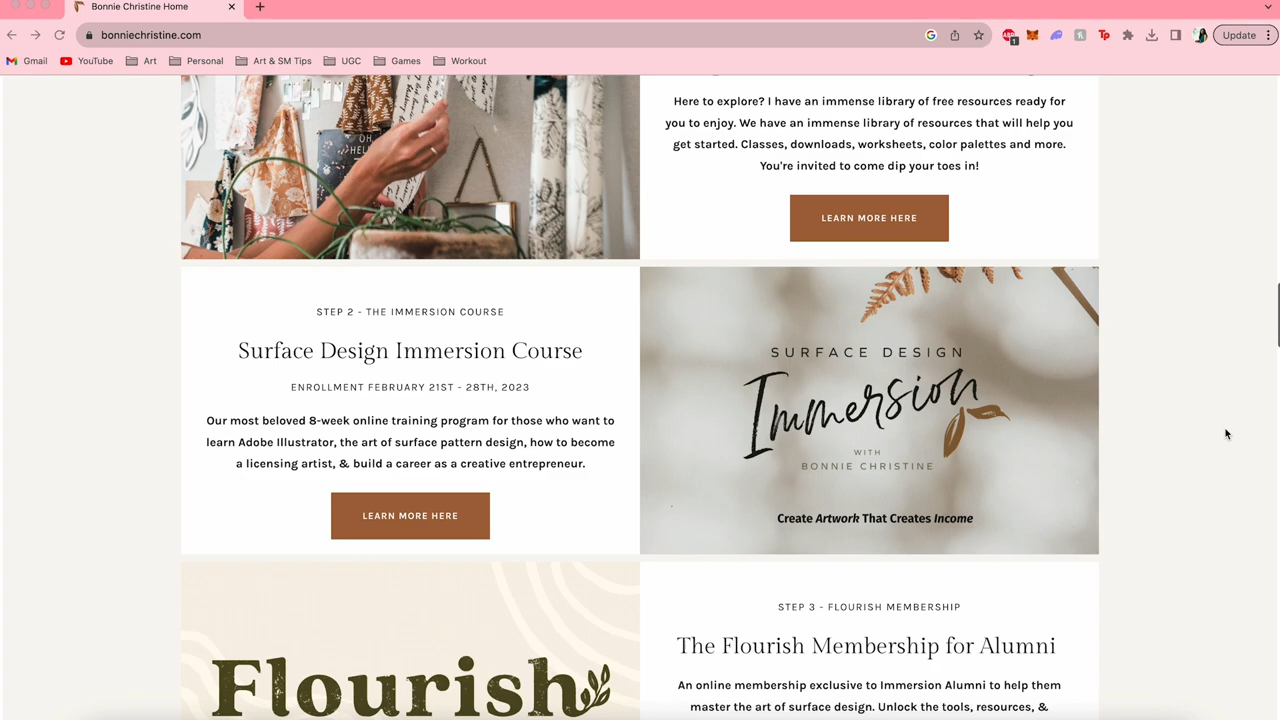 Bonnie Christine Home
bonniechristine.com
1
Tp
Update
Gmail
YouTube
Art
Personal
Art & SM Tips
UGC
Games
Workout
OH
HELL
Here to explore? I have an immense library of free resources ready for
you to enjoy. We have an immense library of resources that will help you
get started. Classes, downloads, worksheets, color palettes and more.
You're invited to come dip your toes in!
LEARN MORE HERE
STEP 2 - THE IMMERSION COURSE
Surface Design Immersion Course
ENROLLMENT FEBRUARY 21ST - 28TH, 2023
Our most beloved 8-week online training program for those who want to
learn Adobe Illustrator, the art of surface pattern design, how to become
a licensing artist, & build a career as a creative entrepreneur.
LEARN MORE HERE
SURFACE DESIGN
Immersion
WITH
BONNIE CHRISTINE
Create Artwork That Creates Income
Flourish
STEP 3 - FLOURISH MEMBERSHIP
The Flourish Membership for Alumni
An online membership exclusive to Immersion Alumni to help them
master the art of surface design. Unlock the tools, resources, &